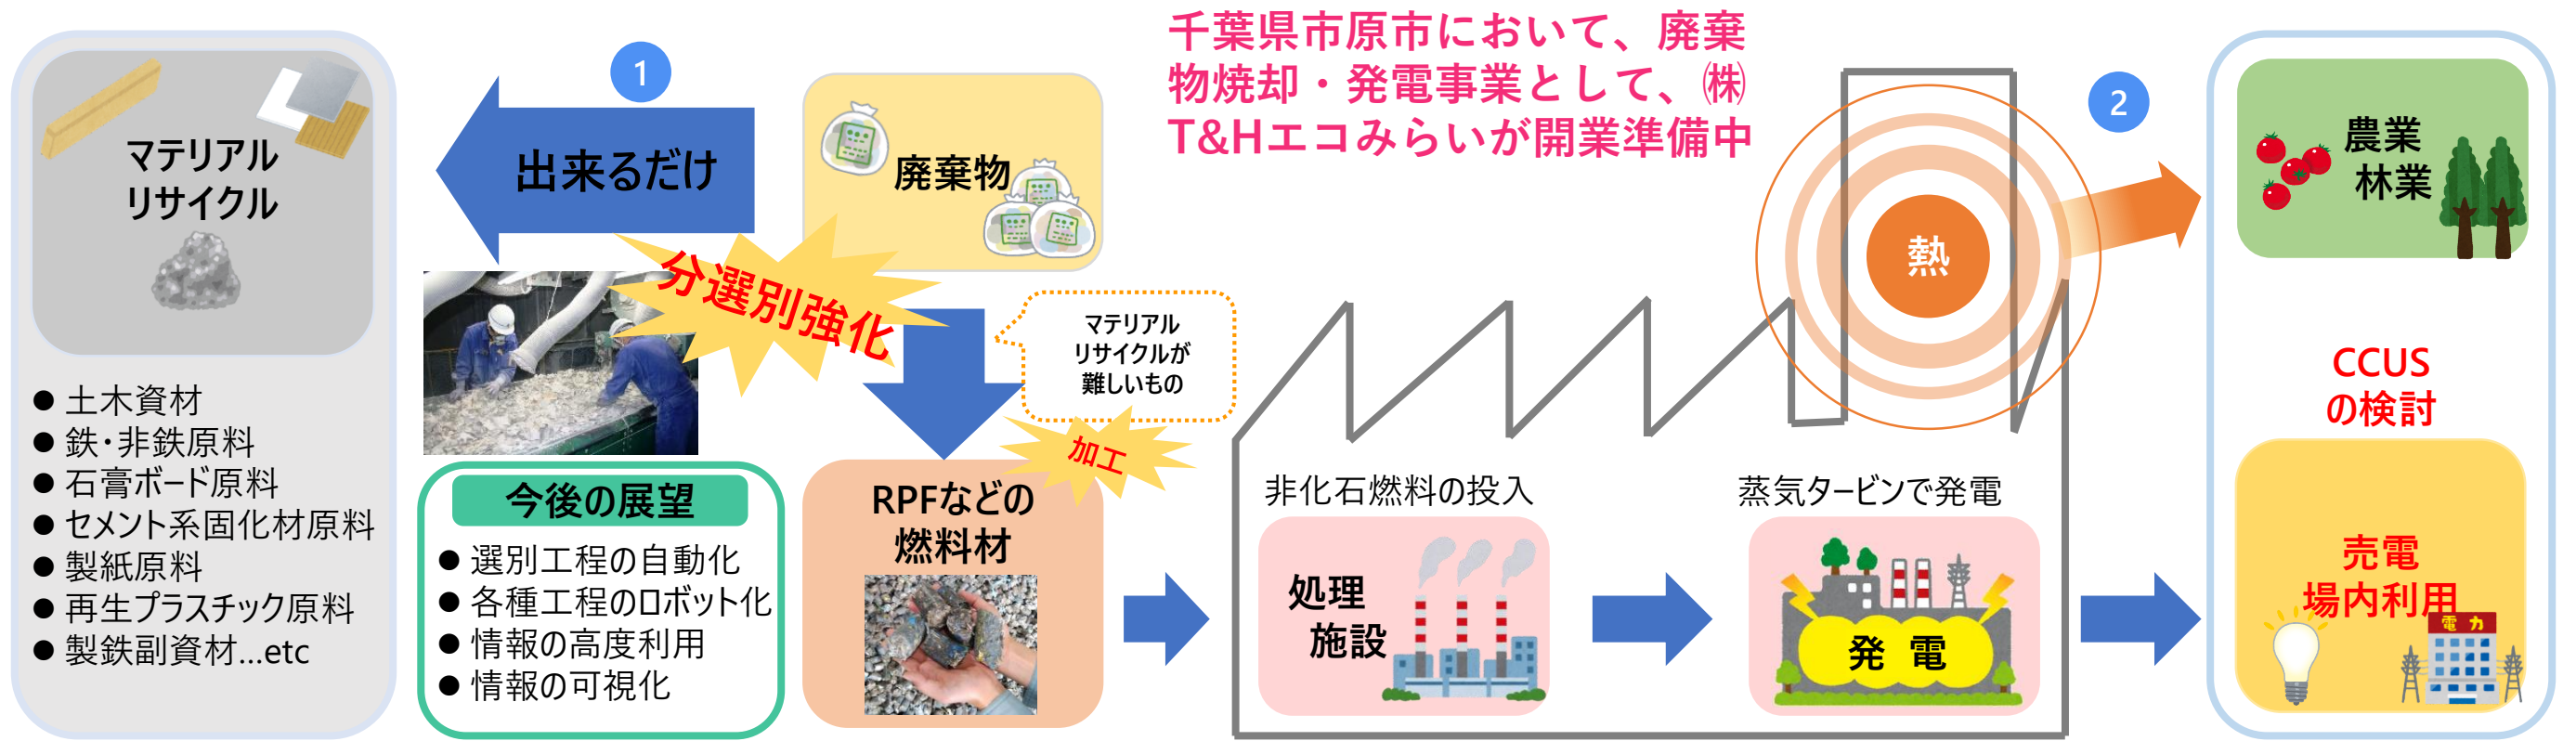 千葉県市原市において、廃棄
物焼却・発電事業として、㈱
T&Hエコみらいが開業準備中
マテリアル
リサイクル
● 土木資材
● 鉄・非鉄原料
● 石膏ボード原料
● セメント系固化材原料
● 製紙原料
● 再生プラスチック原料
● 製鉄副資材…etc
1
出来るだけ
廃棄物
分選別強化
マテリアル
リサイクルが
難しいもの
加工
今後の展望
● 選別工程の自動化
● 各種工程のロボット化
● 情報の高度利用
● 情報の可視化
RPFなどの
燃料材
非化石燃料の投入
処理
施設
蒸気タービンで発電
発 電
熱
2
農業
林業
CCUS
の検討
売電
場内利用
電力